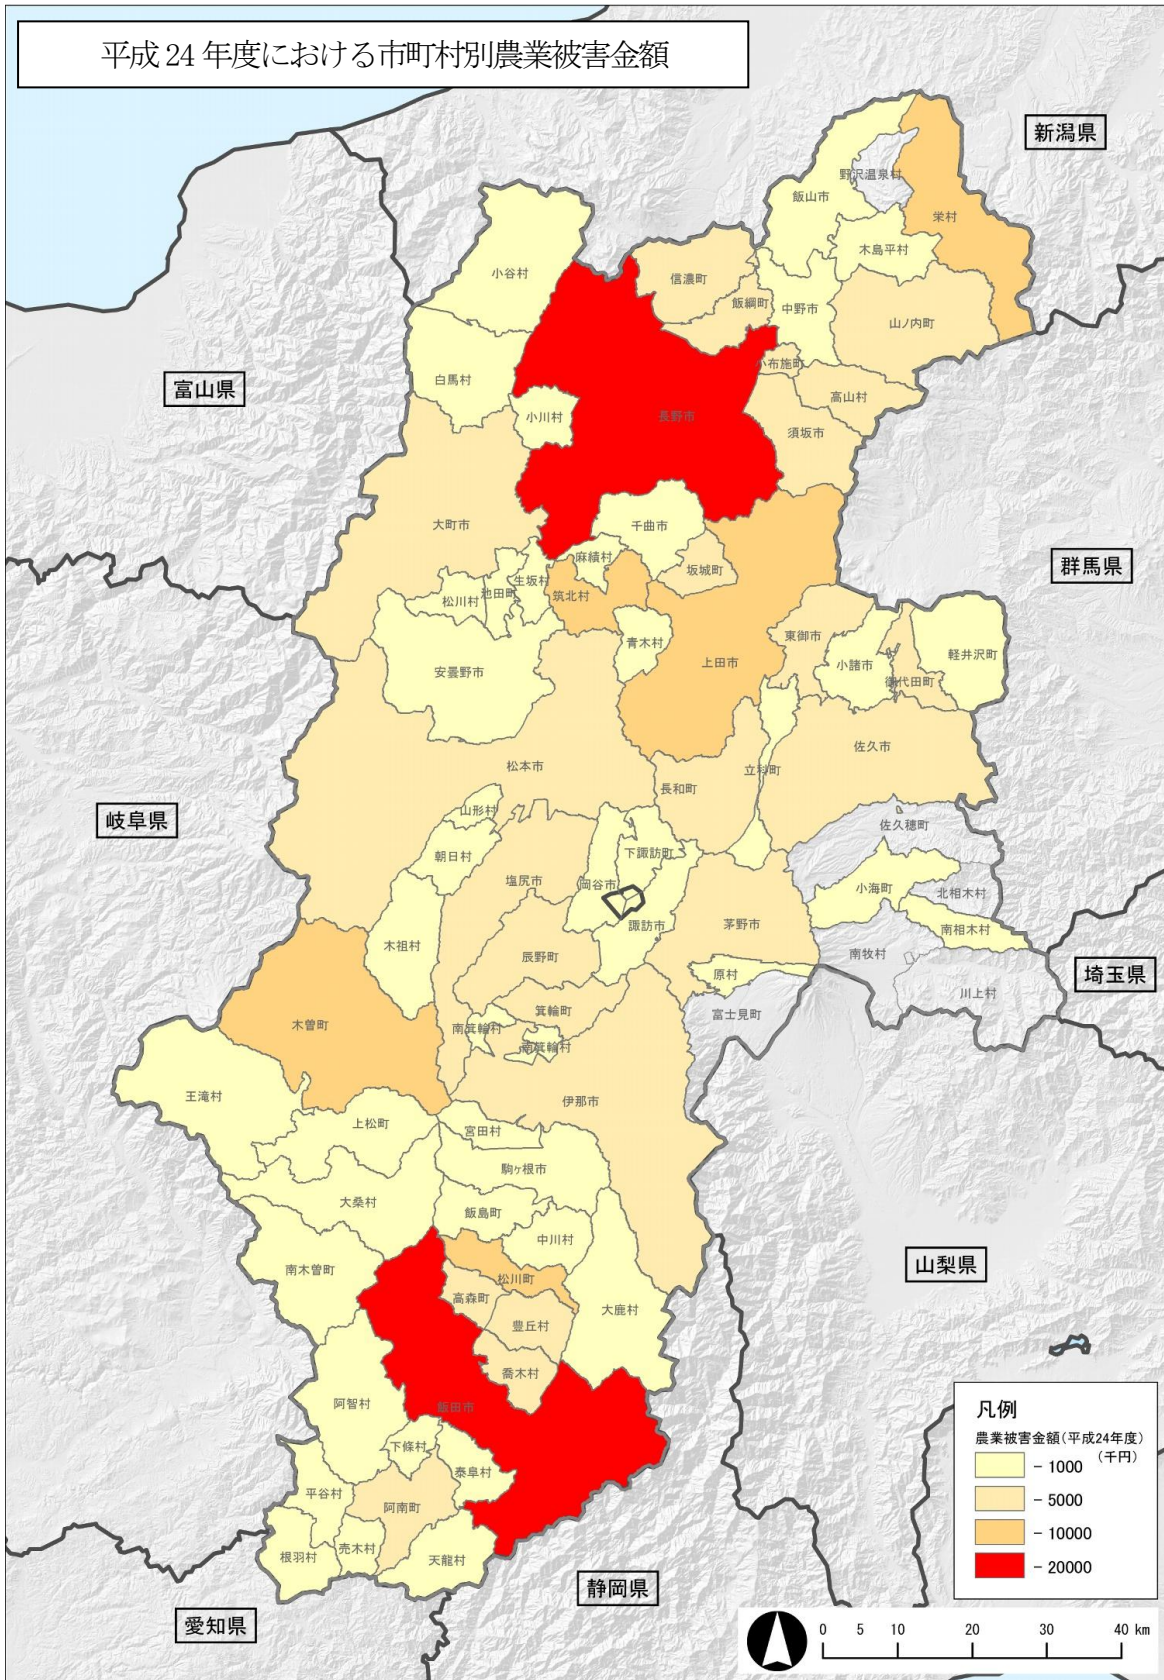 平成24年度における市町村別農業被害金額
新潟県
野沢温泉村
飯山市
栄村
木島平村
小谷村
信濃町
飯綱町
中野市
山ノ内町
小布施町
富山県
白馬村
高山村
小川村
長野市
須坂市
大町市
千曲市
麻績村
坂城町
群馬県
生坂村
池田町
松川村
筑北村
青木村
東御市
軽井沢町
上田市
小諸市
安曇野市
御代田町
佐久市
松本市
立科町
長和町
山形村
岐阜県
佐久穂町
朝日村
下諏訪町
塩尻市
岡谷市
小海町
北相木村
木祖村
諏訪市
茅野市
南相木村
辰野町
南牧村
原村
埼玉県
川上村
箕輪町
富士見町
木曽町
南箕輪村
南箕輪村
王滝村
伊那市
上松町
宮田村
駒ヶ根市
大桑村
飯島町
中川村
山梨県
南木曽町
松川町
高森町
大鹿村
豊丘村
喬木村
阿智村
飯田市
下條村
泰阜村
平谷村
阿南町
売木村
根羽村
天龍村
静岡県
愛知県
凡例
農業被害金額(平成24年度)
(千円)
- 1000
- 5000
- 10000
- 20000
0 5 10 20 30 40 km